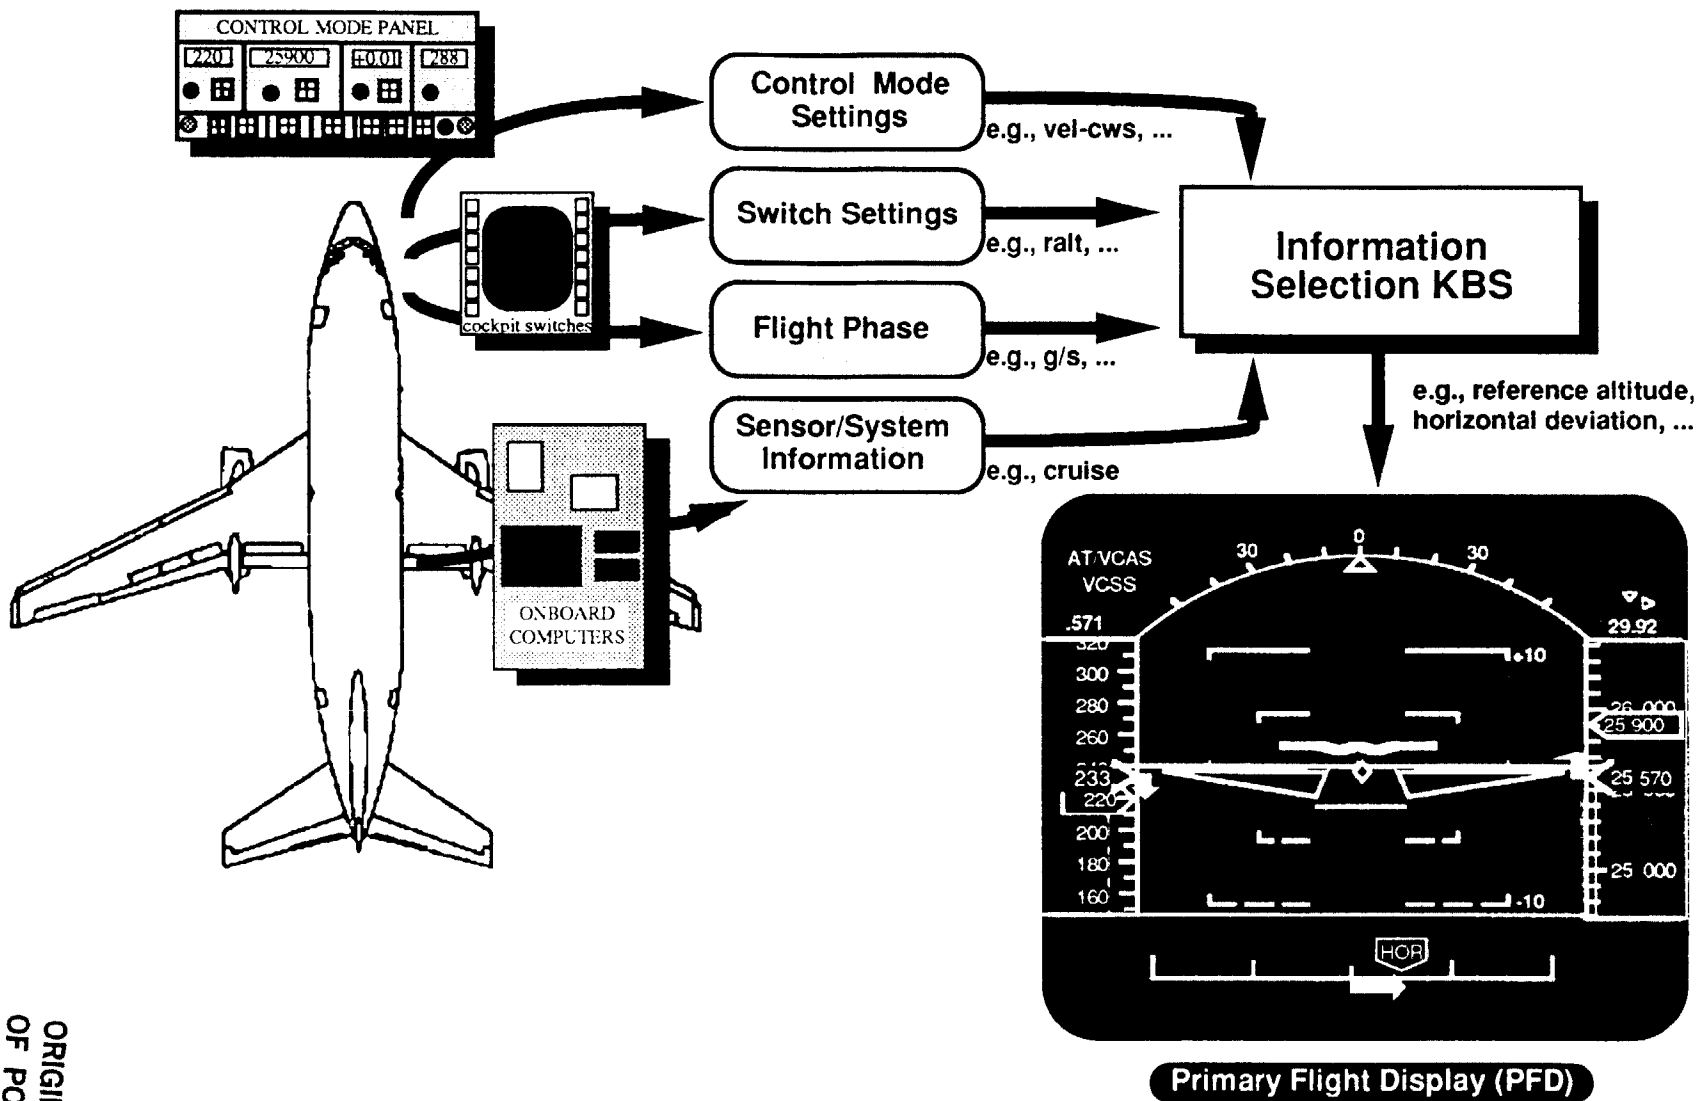 CONTROL MODE PANEL
220 25900 +0.01 288
Control Mode
Settings
e.g., vel-cws, ...
Switch Settings
e.g., ralt, ...
cockpit switches
Flight Phase
e.g., g/s, ...
Sensor/System
Information
e.g., cruise
Information
Selection KBS
e.g., reference altitude,
horizontal deviation, ...
ONBOARD
COMPUTERS
AT/VCAS
VCSS
30 0 30
.571
29.92
320
300
280
260
233
220
200
180
160
+10
-10
26 000
25 900
25 570
25 000
HOR
Primary Flight Display (PFD)